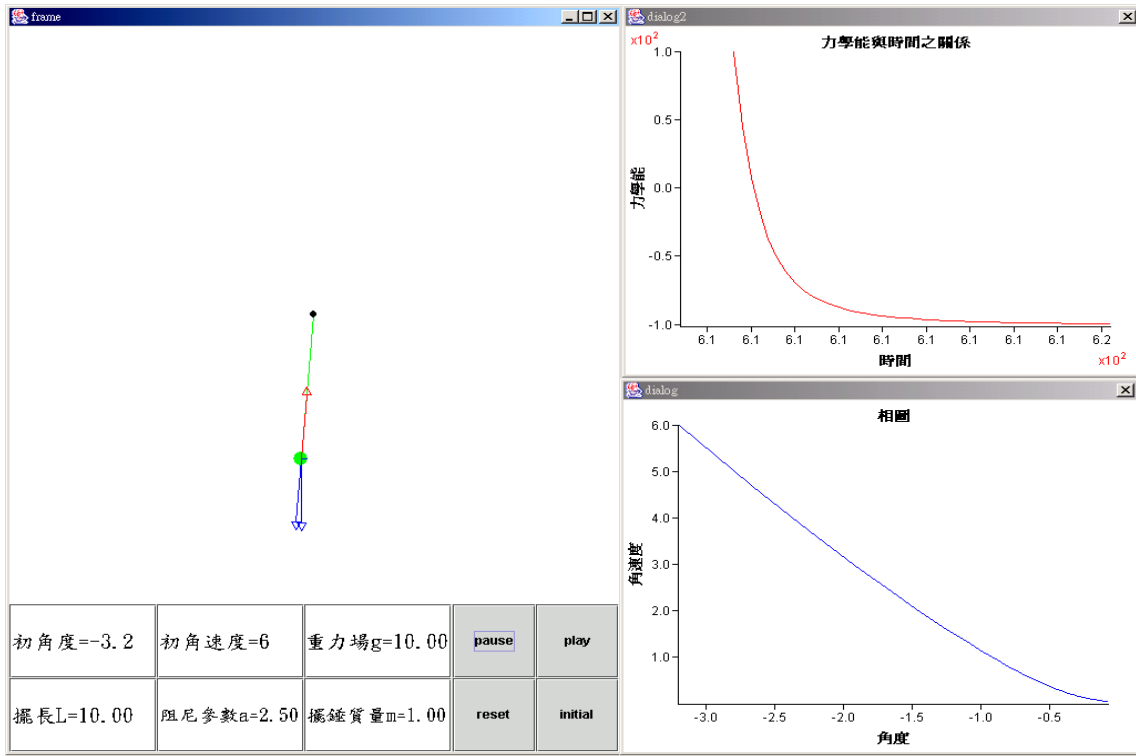 frame
初角度=-3.2
初角速度=6
重力場g=10.00
pause
play
擺長L=10.00
阻尼參數a=2.50
擺錘質量m=1.00
reset
initial
dialog2
力學能與時間之關係
x10²
1.0
0.5
0.0
-0.5
-1.0
力學能
6.1 6.1 6.1 6.1 6.1 6.1 6.1 6.1 6.1 6.2
時間
x10²
dialog
相圖
6.0
5.0
4.0
3.0
2.0
1.0
角速度
-3.0 -2.5 -2.0 -1.5 -1.0 -0.5
角度